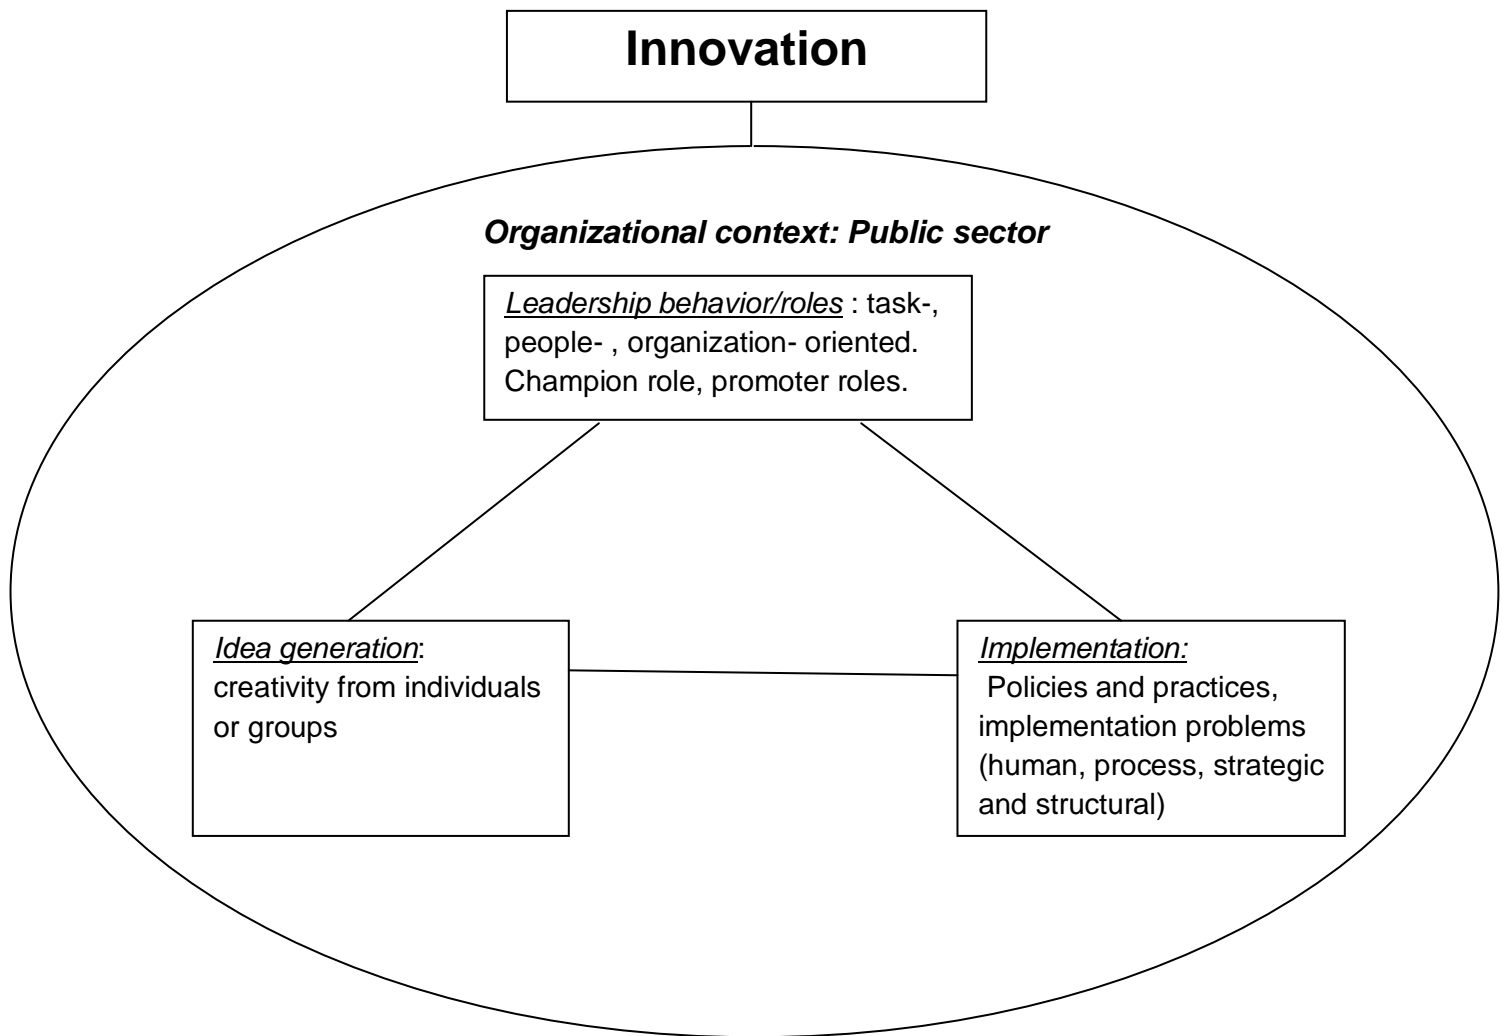 Innovation
Organizational context: Public sector
Leadership behavior/roles : task-,
people- , organization- oriented.
Champion role, promoter roles.
Idea generation:
creativity from individuals
or groups
Implementation:
Policies and practices,
implementation problems
(human, process, strategic
and structural)